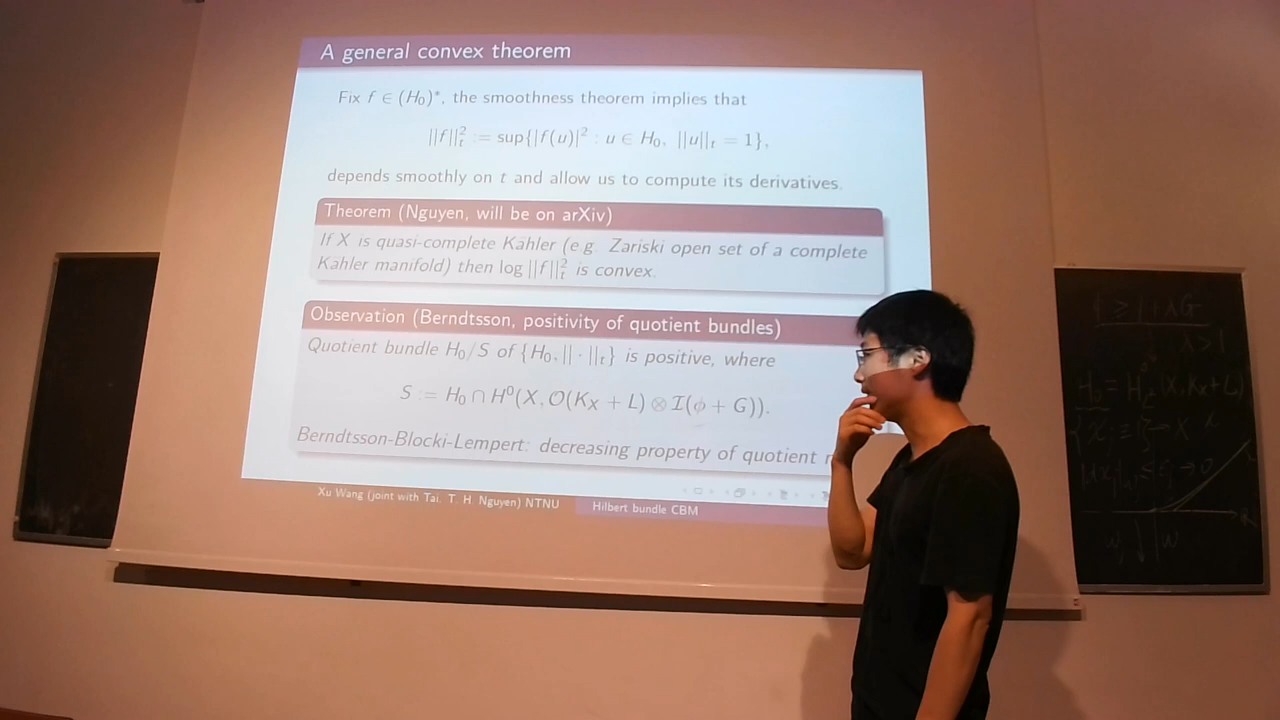 A general convex theorem
Fix f ∈ (H₀)*, the smoothness theorem implies that
||f||²ₜ := sup{|f(u)|² : u ∈ H₀, ||u||ₜ = 1},
depends smoothly on t and allow us to compute its derivatives.
Theorem (Nguyen, will be on arXiv)
If X is quasi-complete Kähler (e.g. Zariski open set of a complete
Kähler manifold) then log ||f||²ₜ is convex.
Observation (Berndtsson, positivity of quotient bundles)
Quotient bundle H₀/S of {H₀, || · ||ₜ} is positive, where
S := H₀ ∩ H⁰(X, O(K_X + L) ⊗ I(ϕ + G)).
Berndtsson-Blocki-Lempert: decreasing property of quotient
Xu Wang (joint with Tai. T. H. Nguyen) NTNU
Hilbert bundle CBM
λ > 1